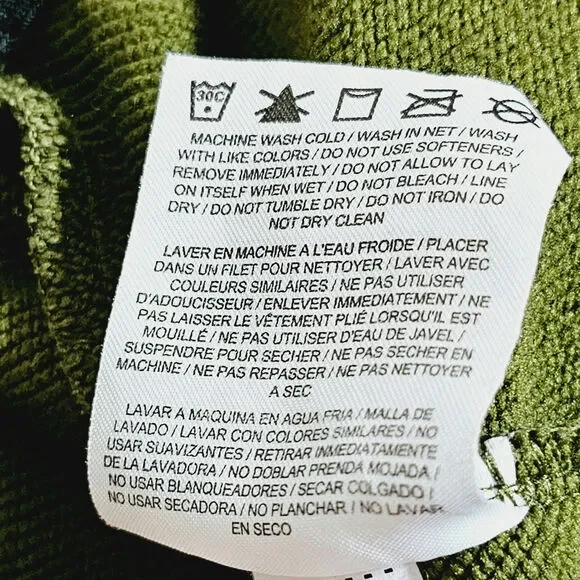 30C
MACHINE WASH COLD / WASH IN NET / WASH
WITH LIKE COLORS / DO NOT USE SOFTENERS /
REMOVE IMMEDIATELY / DO NOT ALLOW TO LAY
ON ITSELF WHEN WET / DO NOT BLEACH / LINE
DRY / DO NOT TUMBLE DRY / DO NOT IRON / DO
NOT DRY CLEAN
LAVER EN MACHINE A L'EAU FROIDE / PLACER
DANS UN FILET POUR NETTOYER / LAVER AVEC
COULEURS SIMILAIRES / NE PAS UTILISER
D'ADOUCISSEUR / ENLEVER IMMEDIATEMENT / NE
PAS LAISSER LE VÊTEMENT PLIÉ LORSQU'IL EST
MOUILLÉ / NE PAS UTILISER D'EAU DE JAVEL /
SUSPENDRE POUR SECHER / NE PAS SECHER EN
MACHINE / NE PAS REPASSER / NE PAS NETTOYER
A SEC
LAVAR A MAQUINA EN AGUA FRIA / MALLA DE
LAVADO / LAVAR CON COLORES SIMILARES / NO
USAR SUAVIZANTES / RETIRAR INMEDIATAMENTE
DE LA LAVADORA / NO DOBLAR PRENDA MOJADA /
NO USAR BLANQUEADORES / SECAR COLGADO /
NO USAR SECADORA / NO PLANCHAR / NO LAVAR
EN SECO